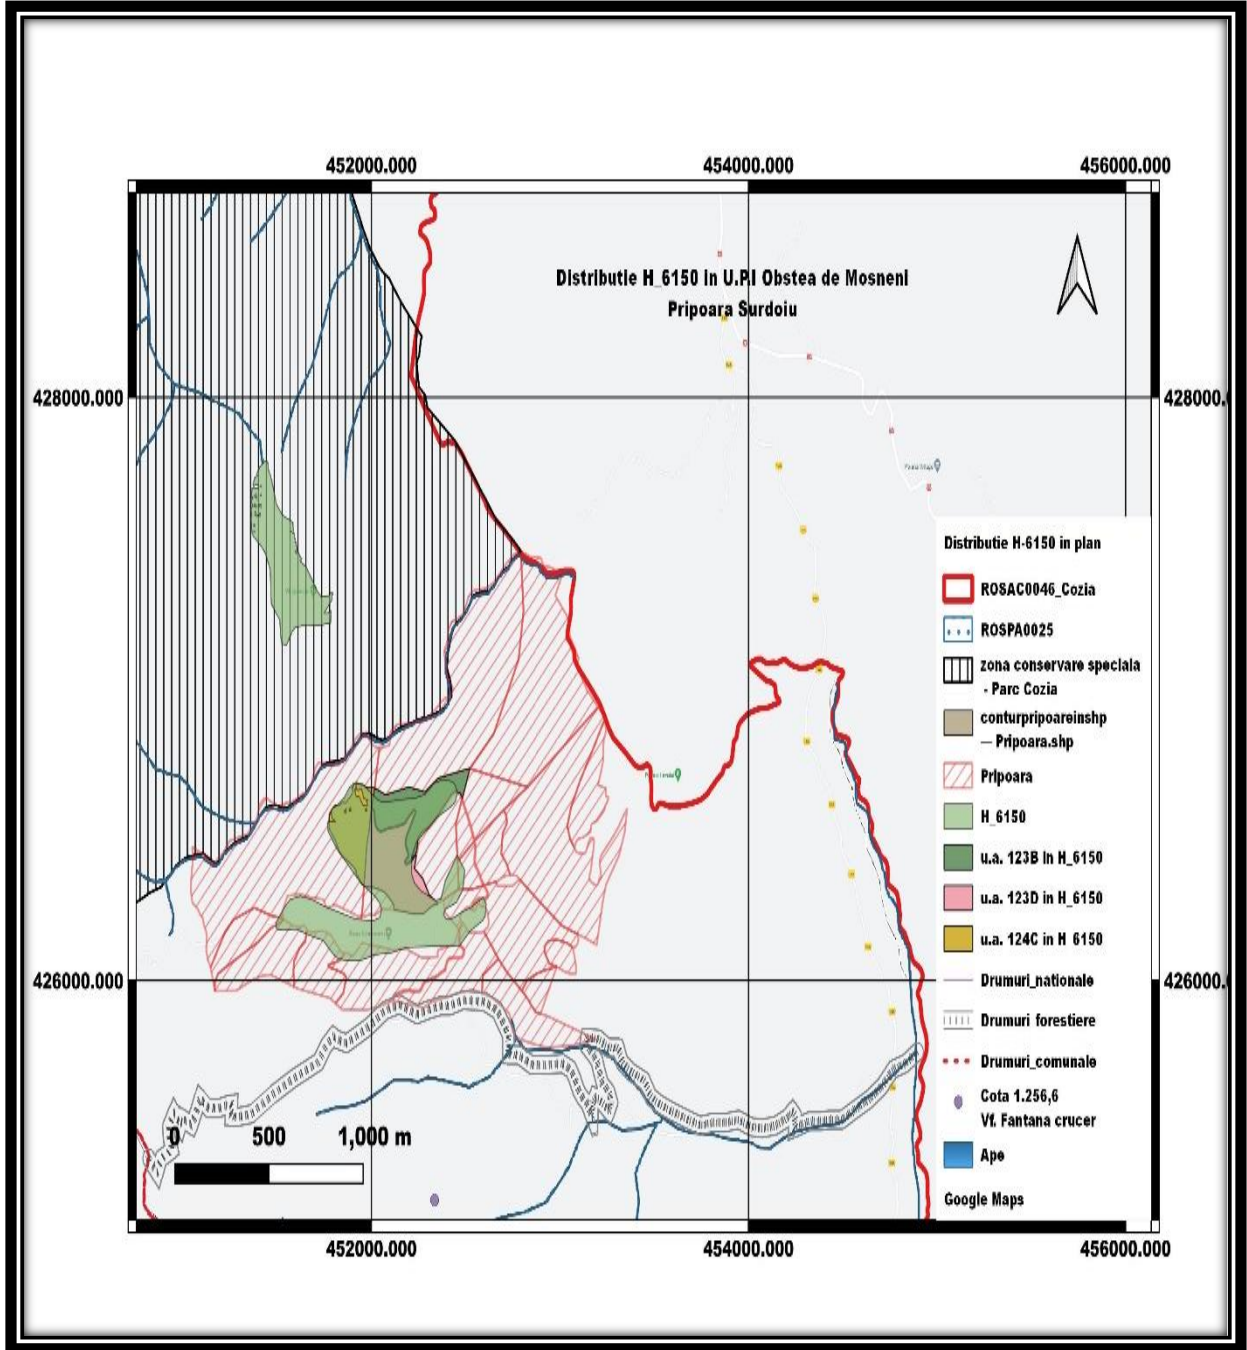 452000.000 454000.000 456000.000
Distributie H_6150 in U.P.I Obstea de Mosneni
Pripoara Surdoiu
428000.000 428000.0
Distributie H-6150 in plan
ROSAC0046_Cozia
ROSPA0025
zona conservare speciala
- Parc Cozia
conturpripoareinshp
— Pripoara.shp
Pripoara
H_6150
u.a. 123B in H_6150
u.a. 123D in H_6150
u.a. 124C in H 6150
426000.000 426000.0
Drumuri_nationale
Drumuri forestiere
Drumuri_comunale
Cota 1.256,6
Vf. Fantana crucer
0 500 1,000 m
Ape
Google Maps
452000.000 454000.000 456000.000